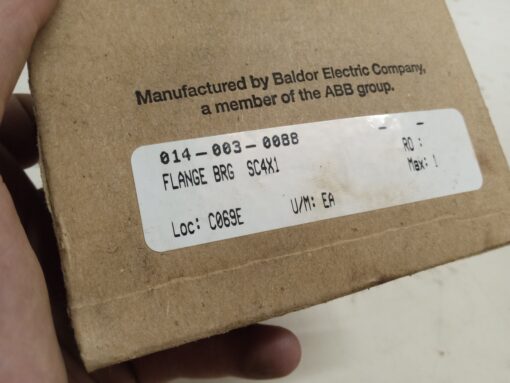 Manufactured by Baldor Electric Company,
a member of the ABB group.
014-003-0088
FLANGE BRG SC4X1
RO :
Max: 1
Loc: C069E U/M: EA